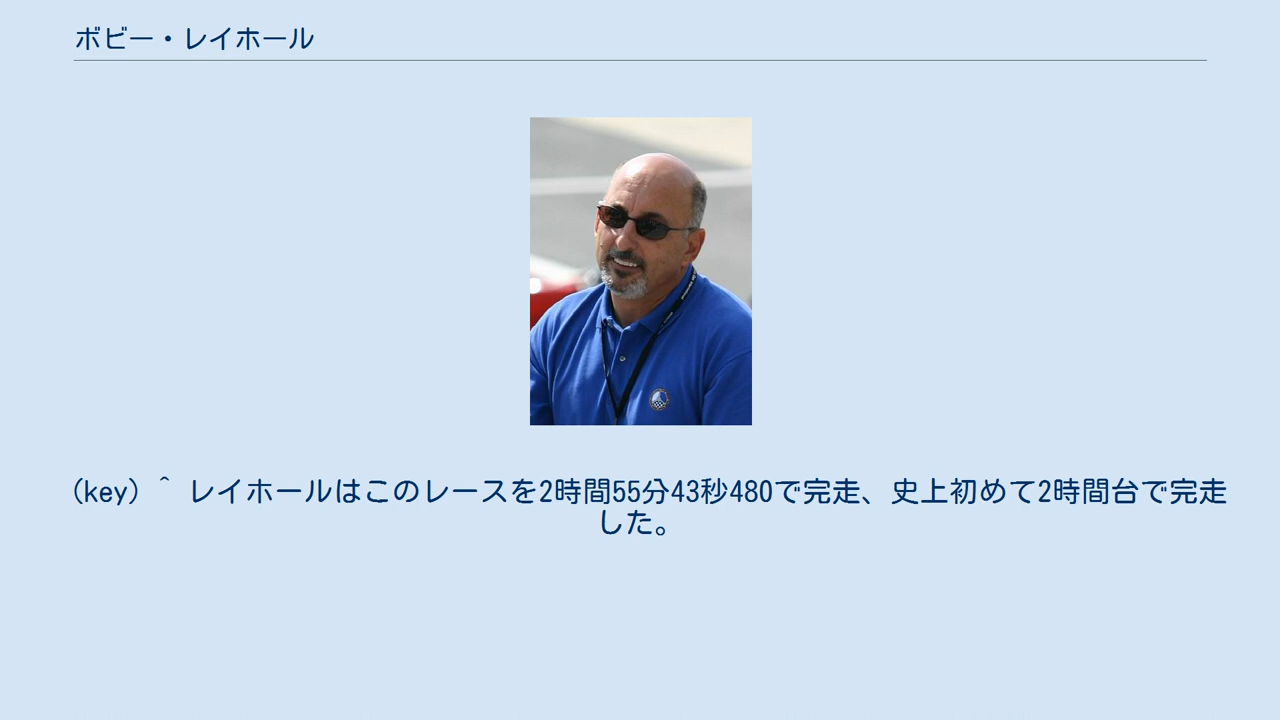 ボビー・レイホール
(key) ^ レイホールはこのレースを2時間55分43秒480で完走、史上初めて2時間台で完走
した。